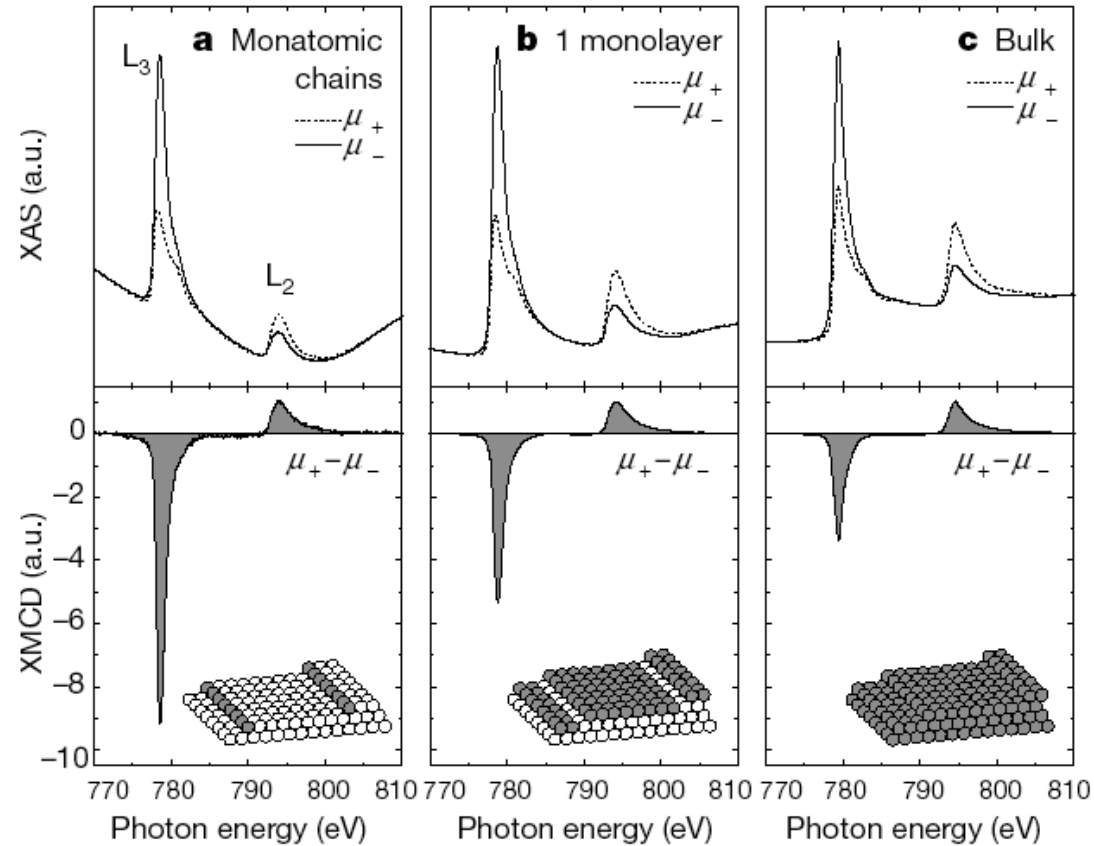 a Monatomic chains
L3
μ+
μ−
L2
b 1 monolayer
μ+
μ−
c Bulk
μ+
μ−
XAS (a.u.)
0
−2
−4
−6
−8
−10
XMCD (a.u.)
μ+−μ−
μ+−μ−
μ+−μ−
770 780 790 800 810
770 780 790 800 810
770 780 790 800 810
Photon energy (eV)
Photon energy (eV)
Photon energy (eV)